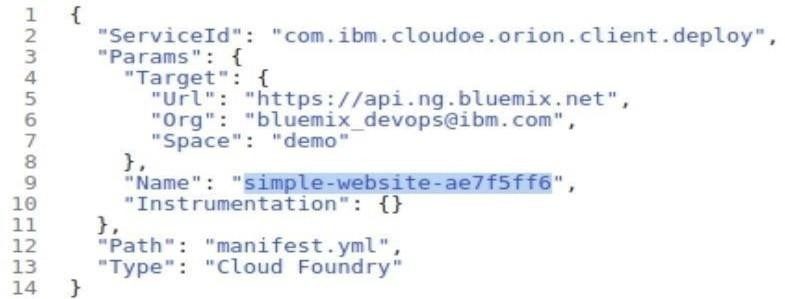 1 {
2 "ServiceId": "com.ibm.cloudoe.orion.client.deploy",
3 "Params": {
4 "Target": {
5 "Url": "https://api.ng.bluemix.net",
6 "Org": "bluemix_devops@ibm.com",
7 "Space": "demo"
8 },
9 "Name": "simple-website-ae7f5ff6",
10 "Instrumentation": {}
11 },
12 "Path": "manifest.yml",
13 "Type": "Cloud Foundry"
14 }